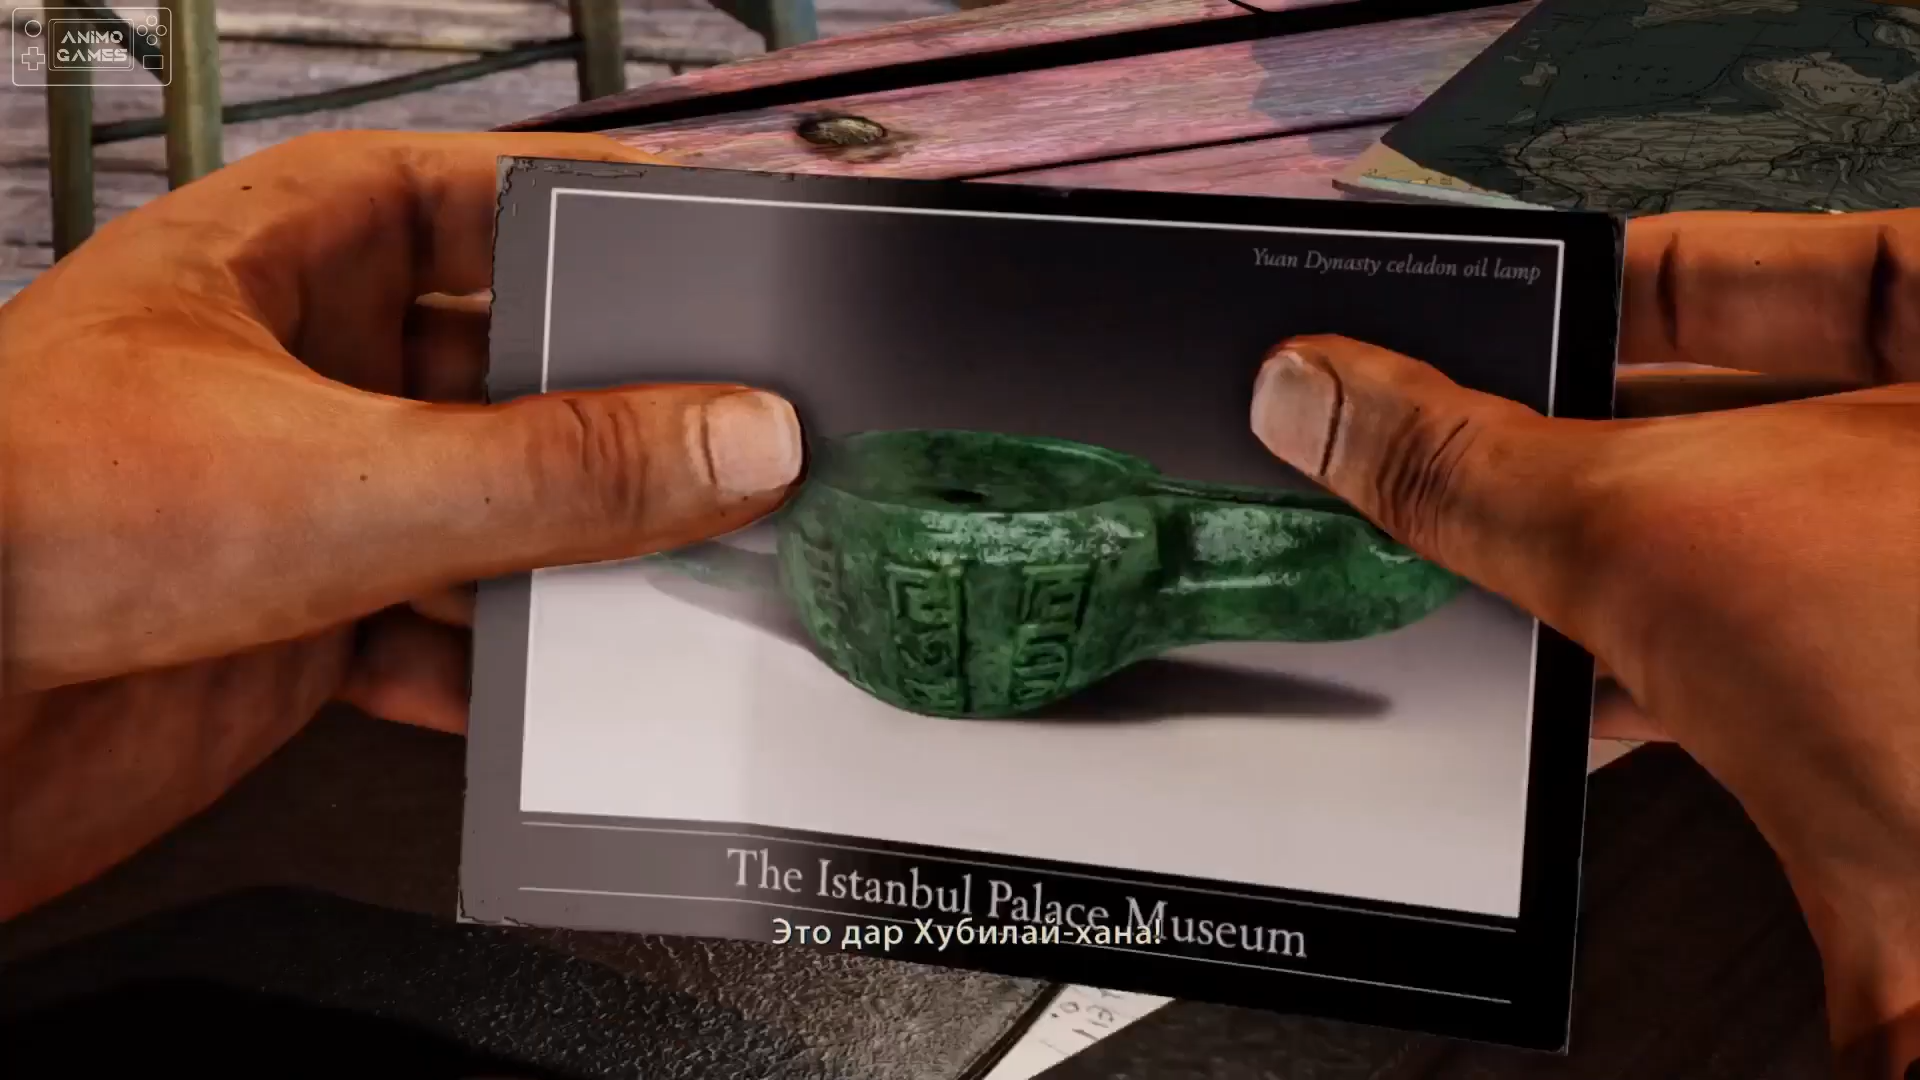 ANIMO
GAMES
Yuan Dynasty celadon oil lamp
The Istanbul Palace Museum
Это дар Хубилай-хана!